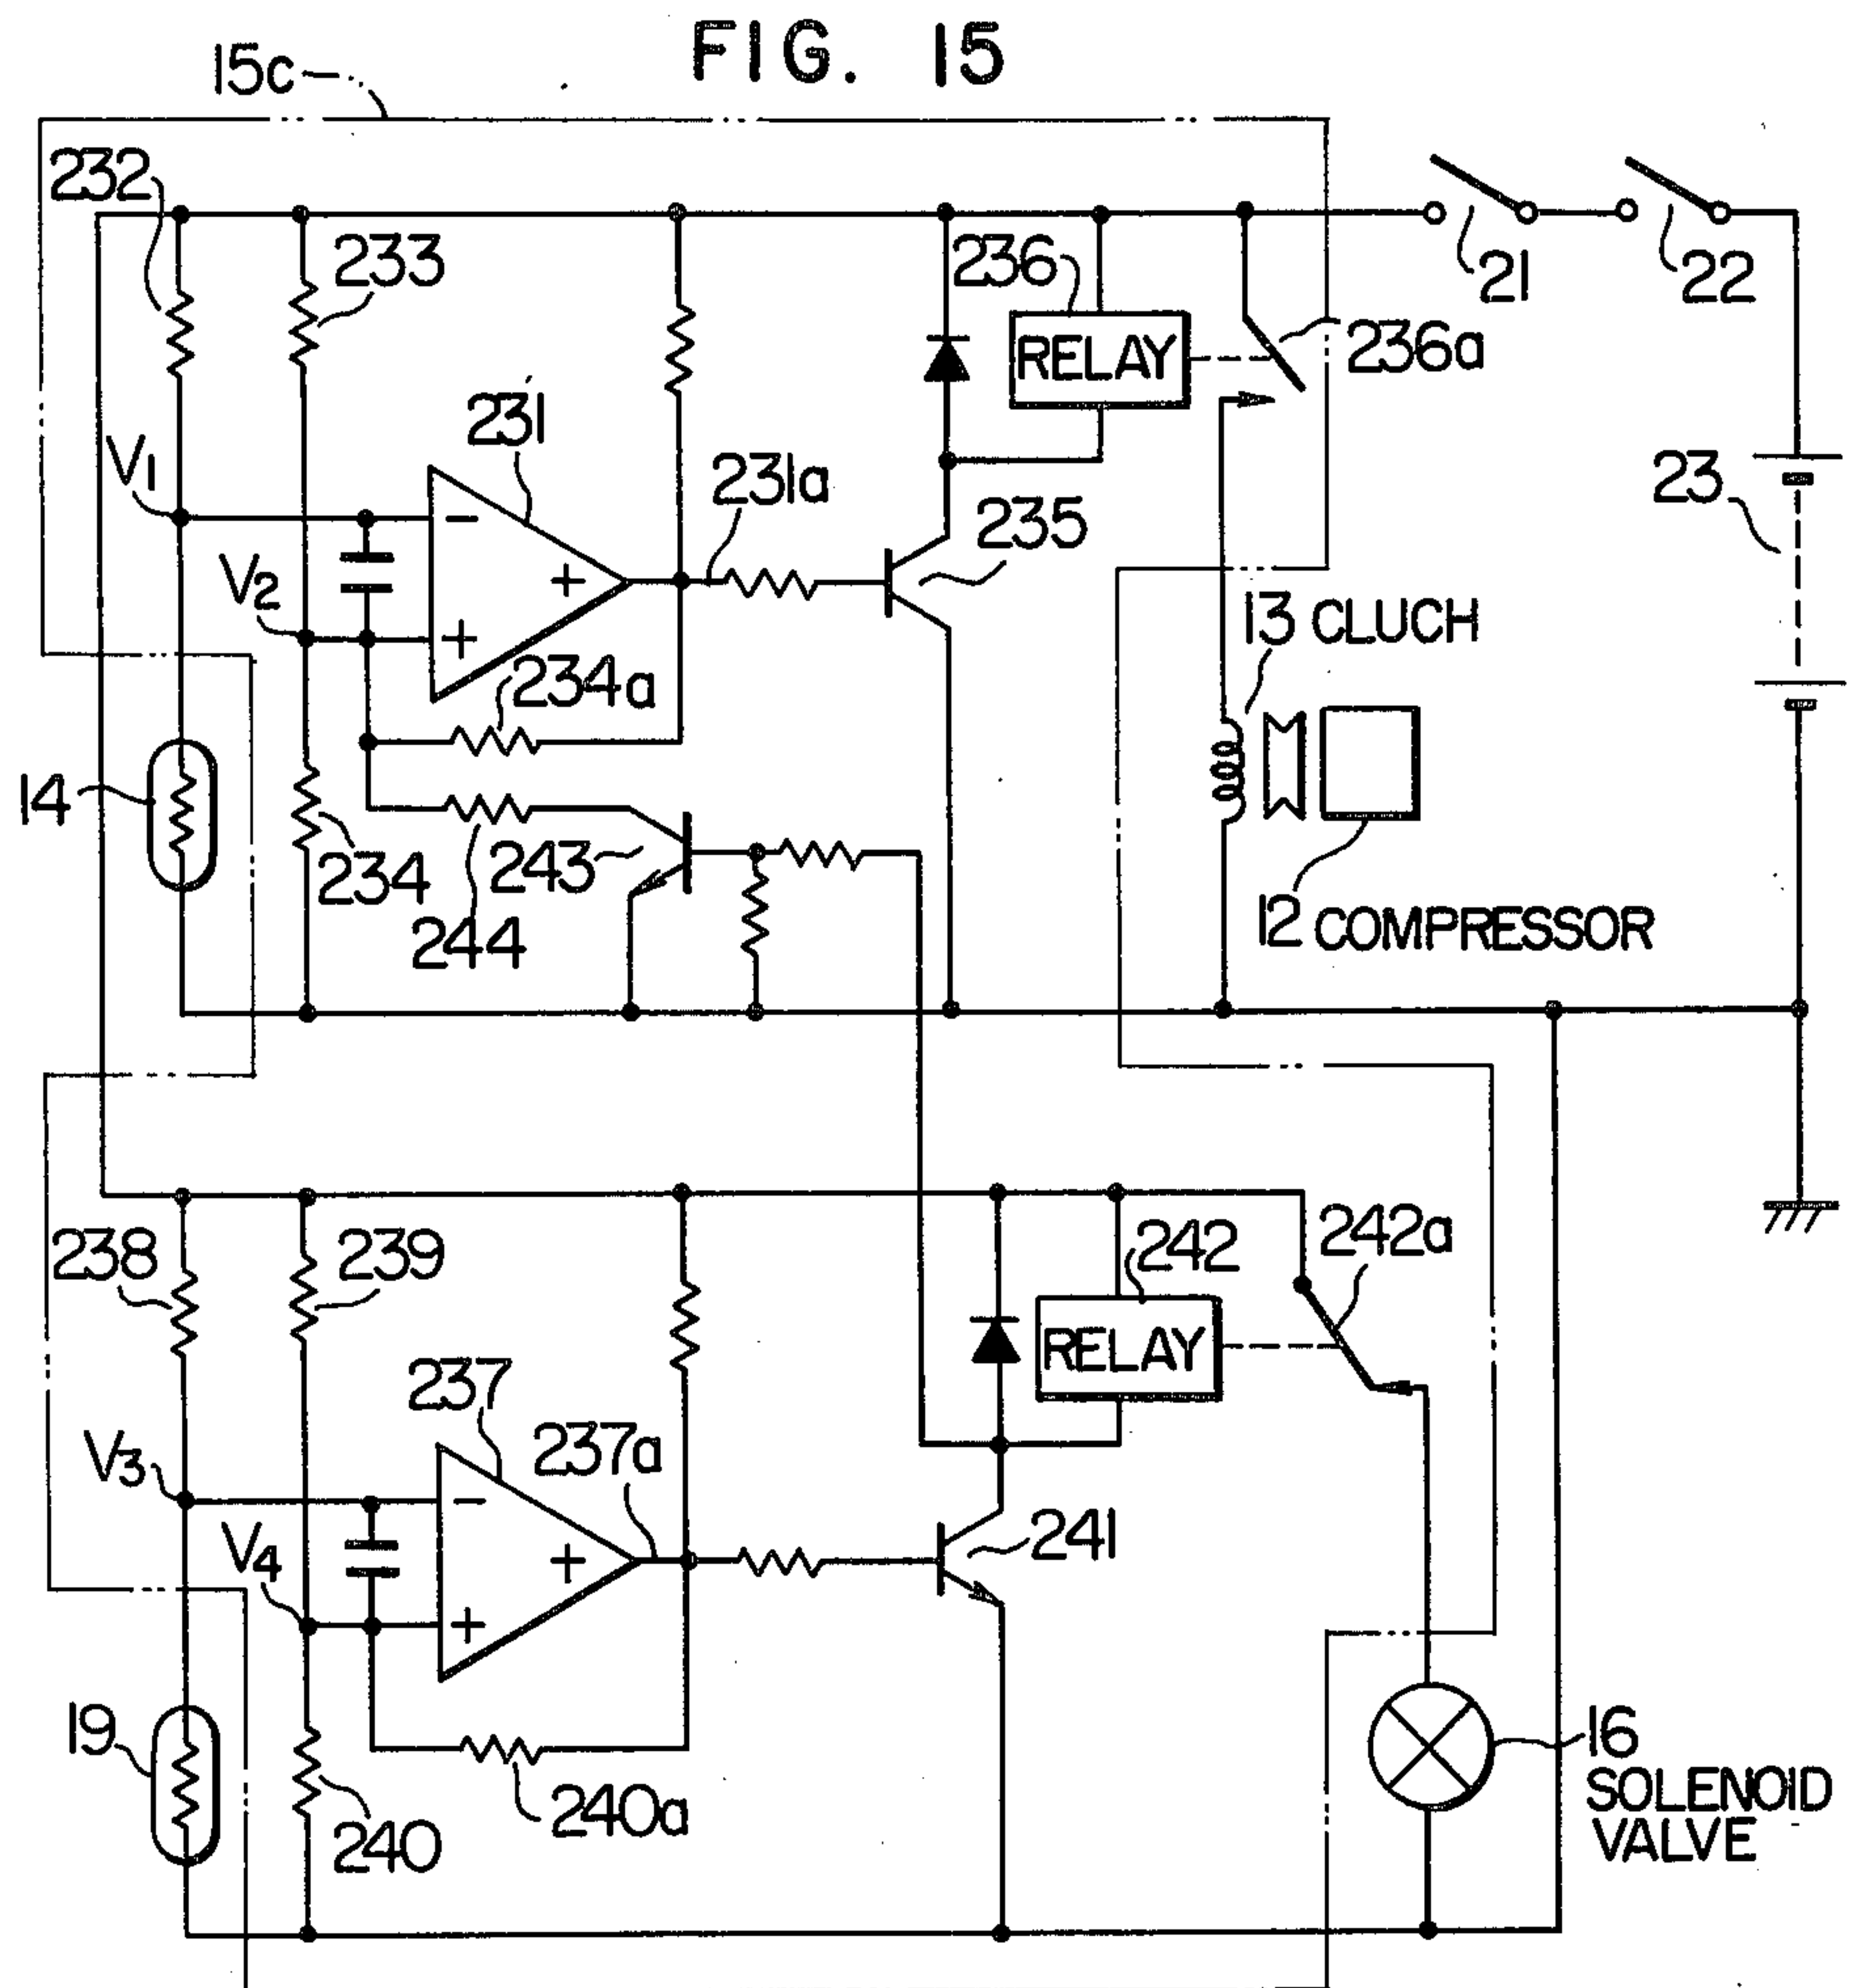 FIG. 15
15c
232
233
236
RELAY
236a
21
22
231
V1
231a
235
23
V2
13 CLUCH
234a
14
234
243
244
12 COMPRESSOR
238
239
242
242a
RELAY
237
237a
V3
V4
241
19
240
240a
16
SOLENOID
VALVE